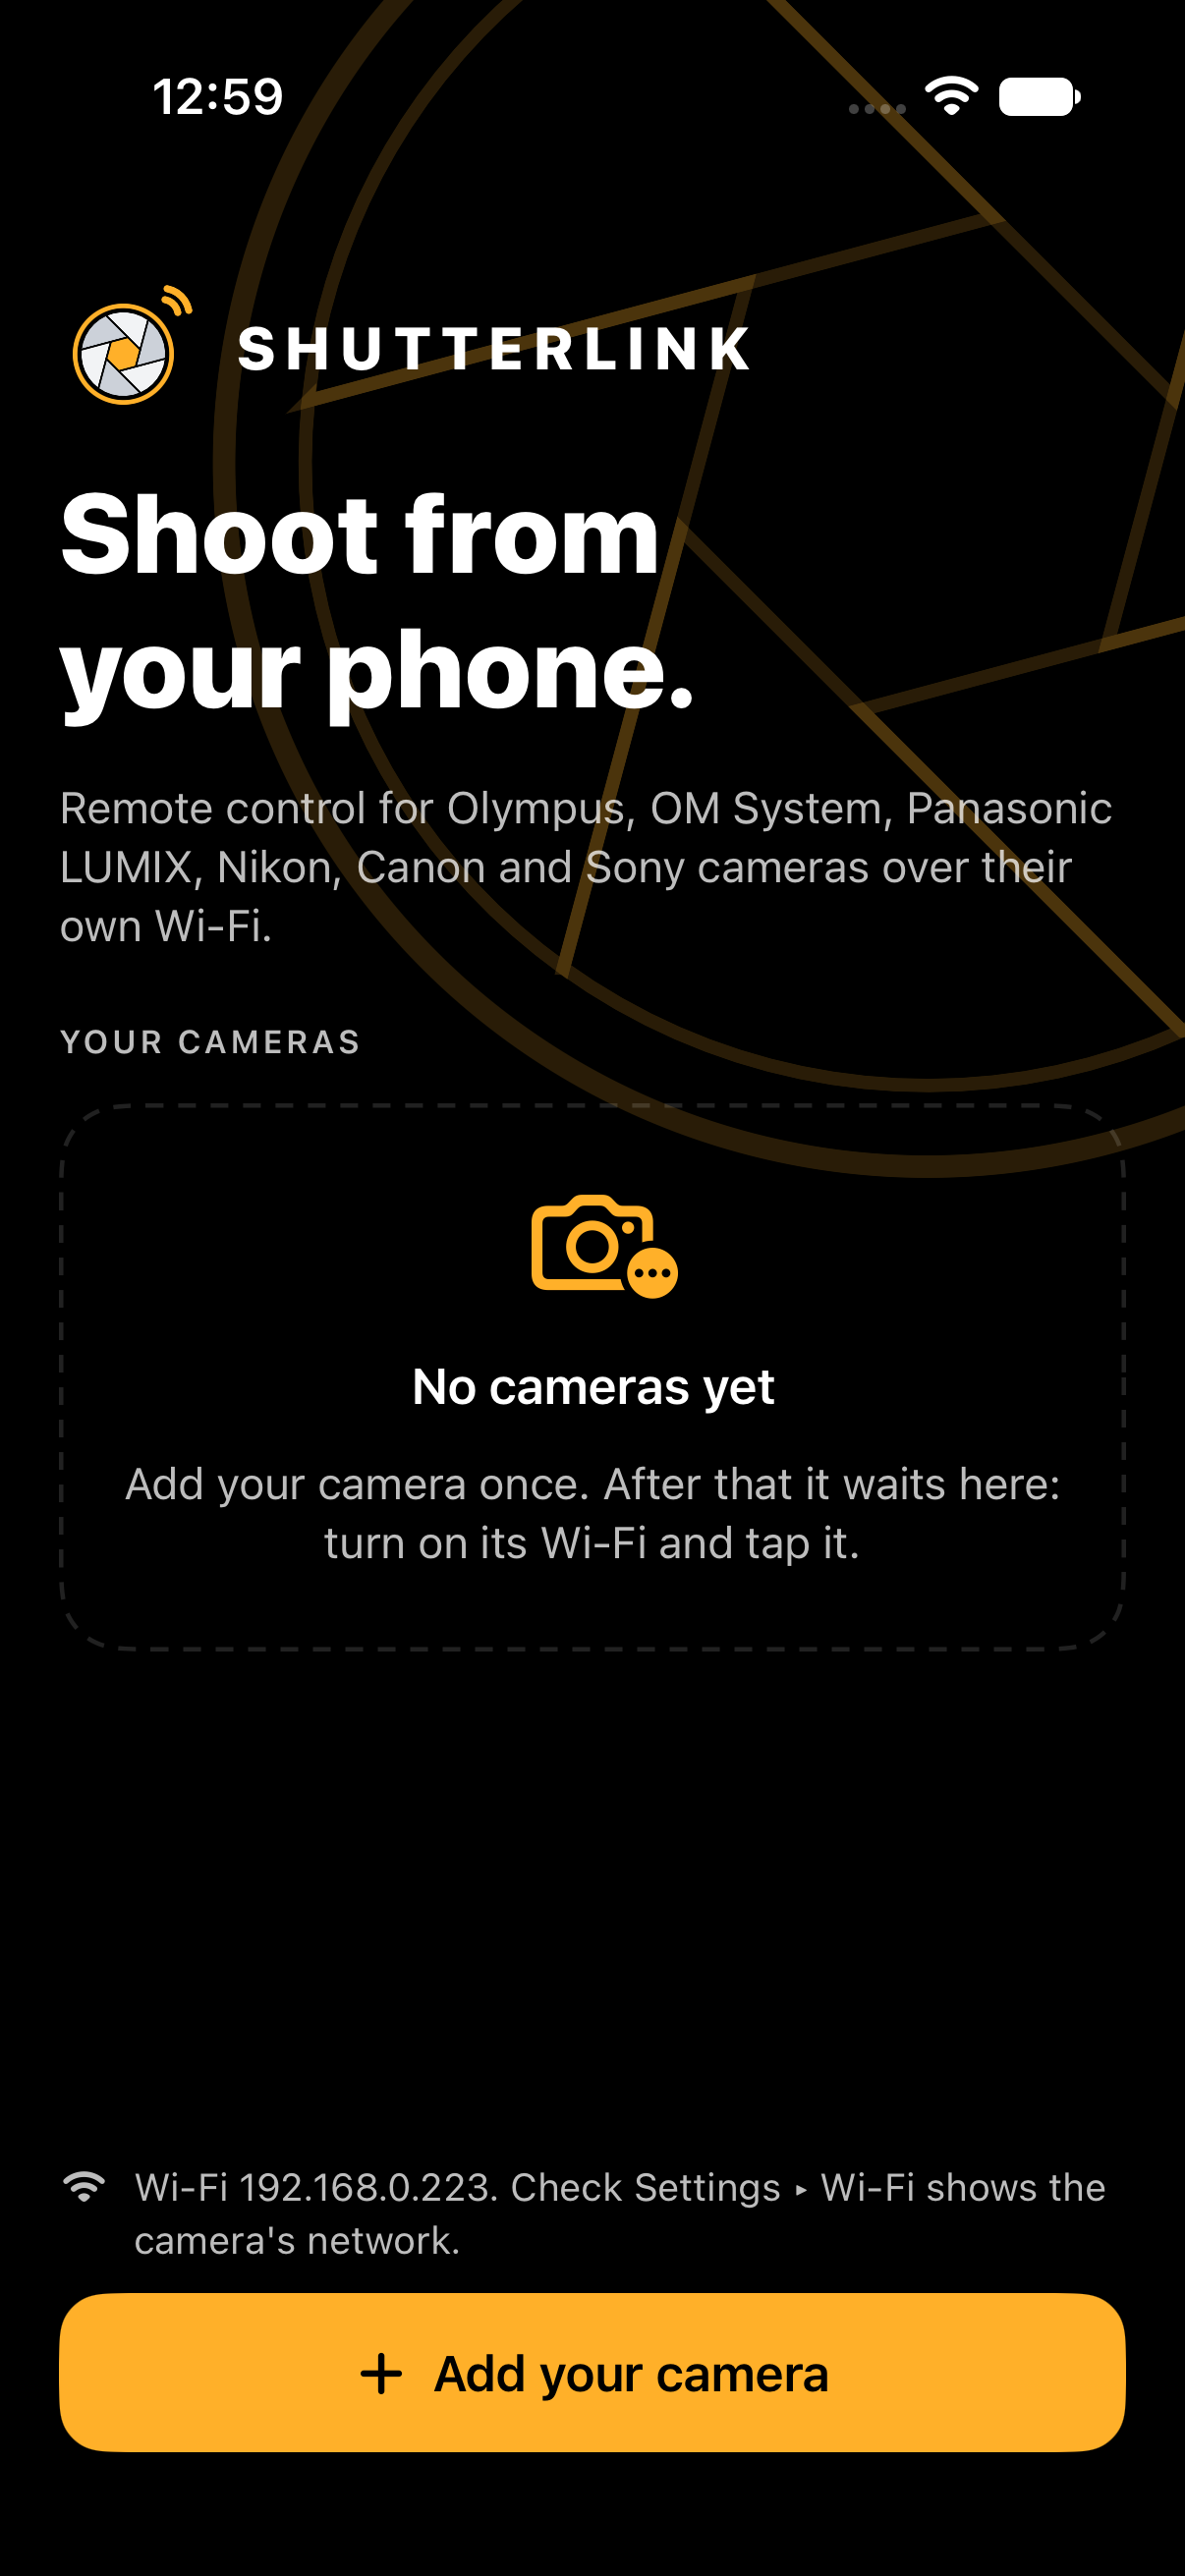 12:59
SHUTTERLINK
Shoot from
your phone.
Remote control for Olympus, OM System, Panasonic
LUMIX, Nikon, Canon and Sony cameras over their
own Wi-Fi.
YOUR CAMERAS
No cameras yet
Add your camera once. After that it waits here:
turn on its Wi-Fi and tap it.
Wi-Fi 192.168.0.223. Check Settings ▸ Wi-Fi shows the
camera's network.
+ Add your camera